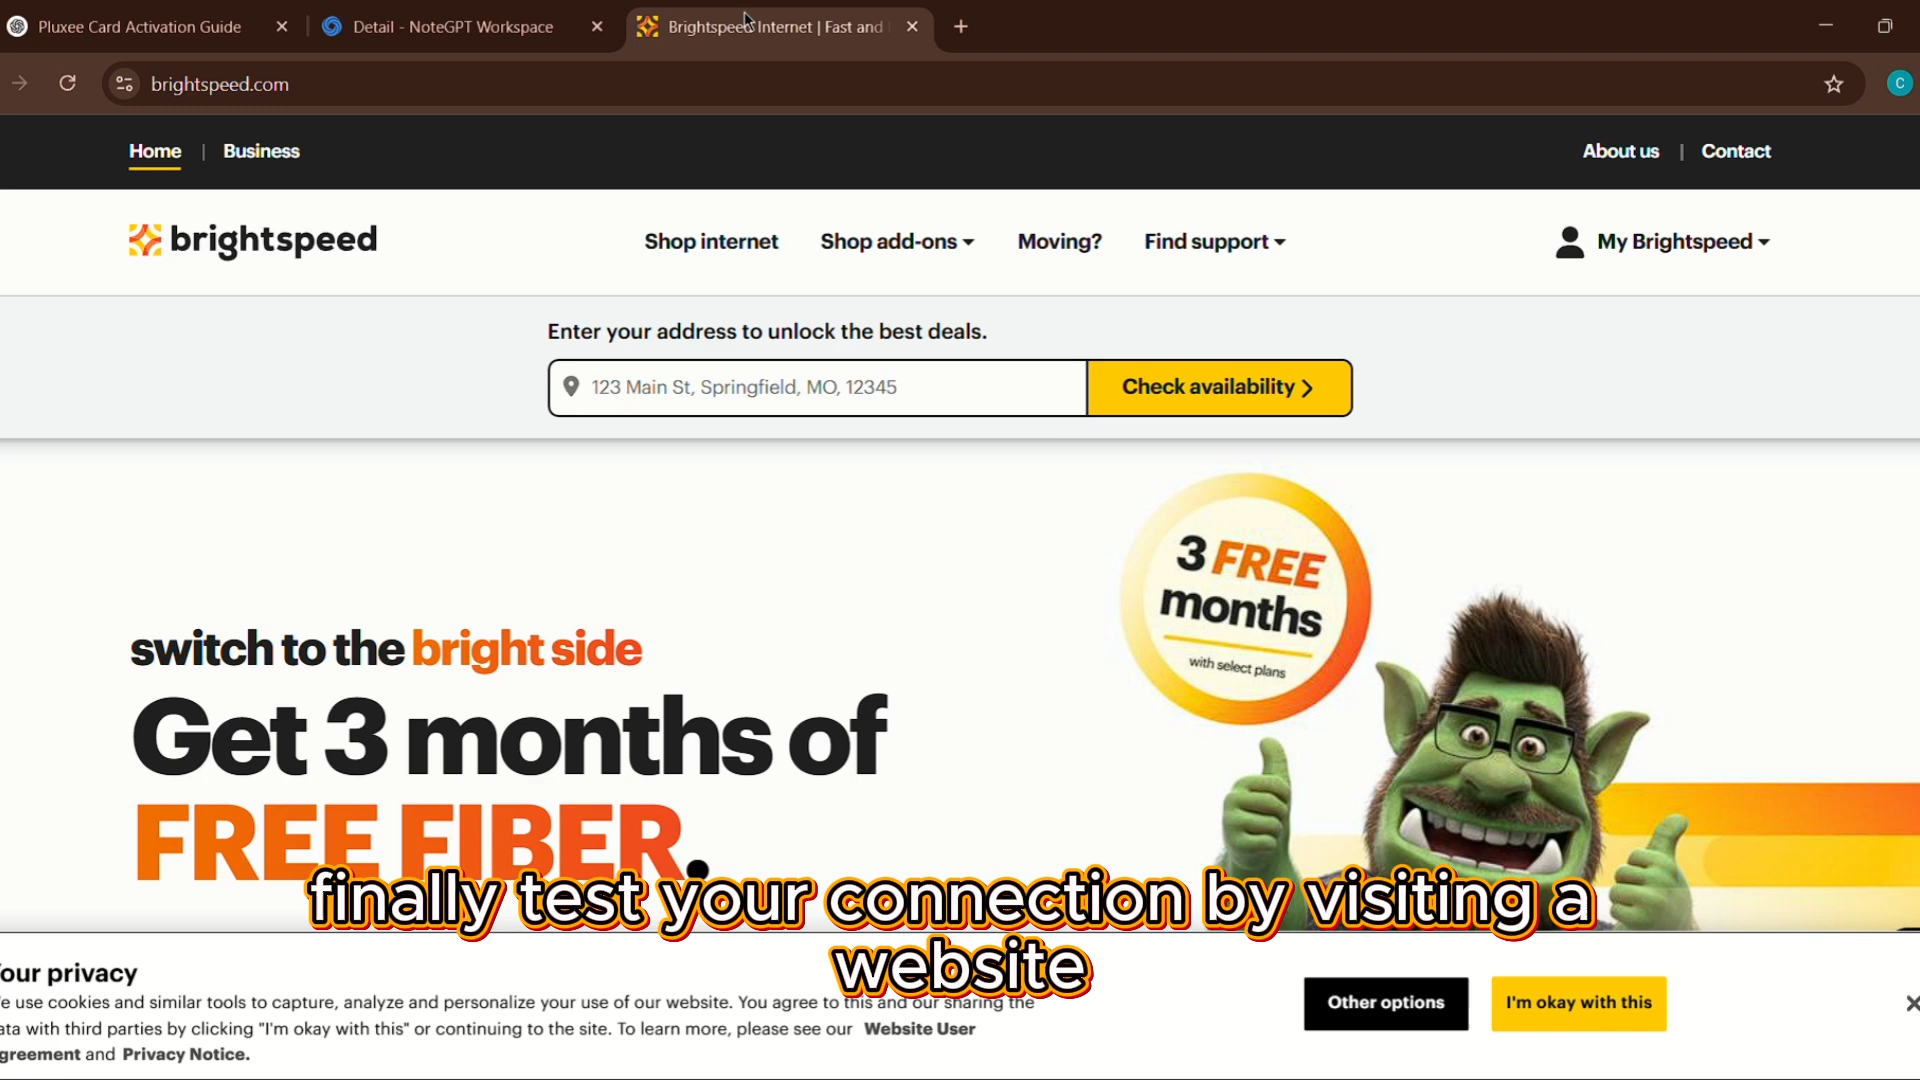 Pluxee Card Activation Guide
Detail - NoteGPT Workspace
Brightspeed Internet | Fast and
brightspeed.com
C
Home | Business
About us | Contact
brightspeed
Shop internet
Shop add-ons
Moving?
Find support
My Brightspeed
Enter your address to unlock the best deals.
123 Main St, Springfield, MO, 12345
Check availability
3 FREE
months
with select plans
switch to the bright side
Get 3 months of
FREE FIBER.
finally test your connection by visiting a
website
our privacy
e use cookies and similar tools to capture, analyze and personalize your use of our website. You agree to this and our sharing the
ata with third parties by clicking "I'm okay with this" or continuing to the site. To learn more, please see our Website User
greement and Privacy Notice.
Other options
I'm okay with this